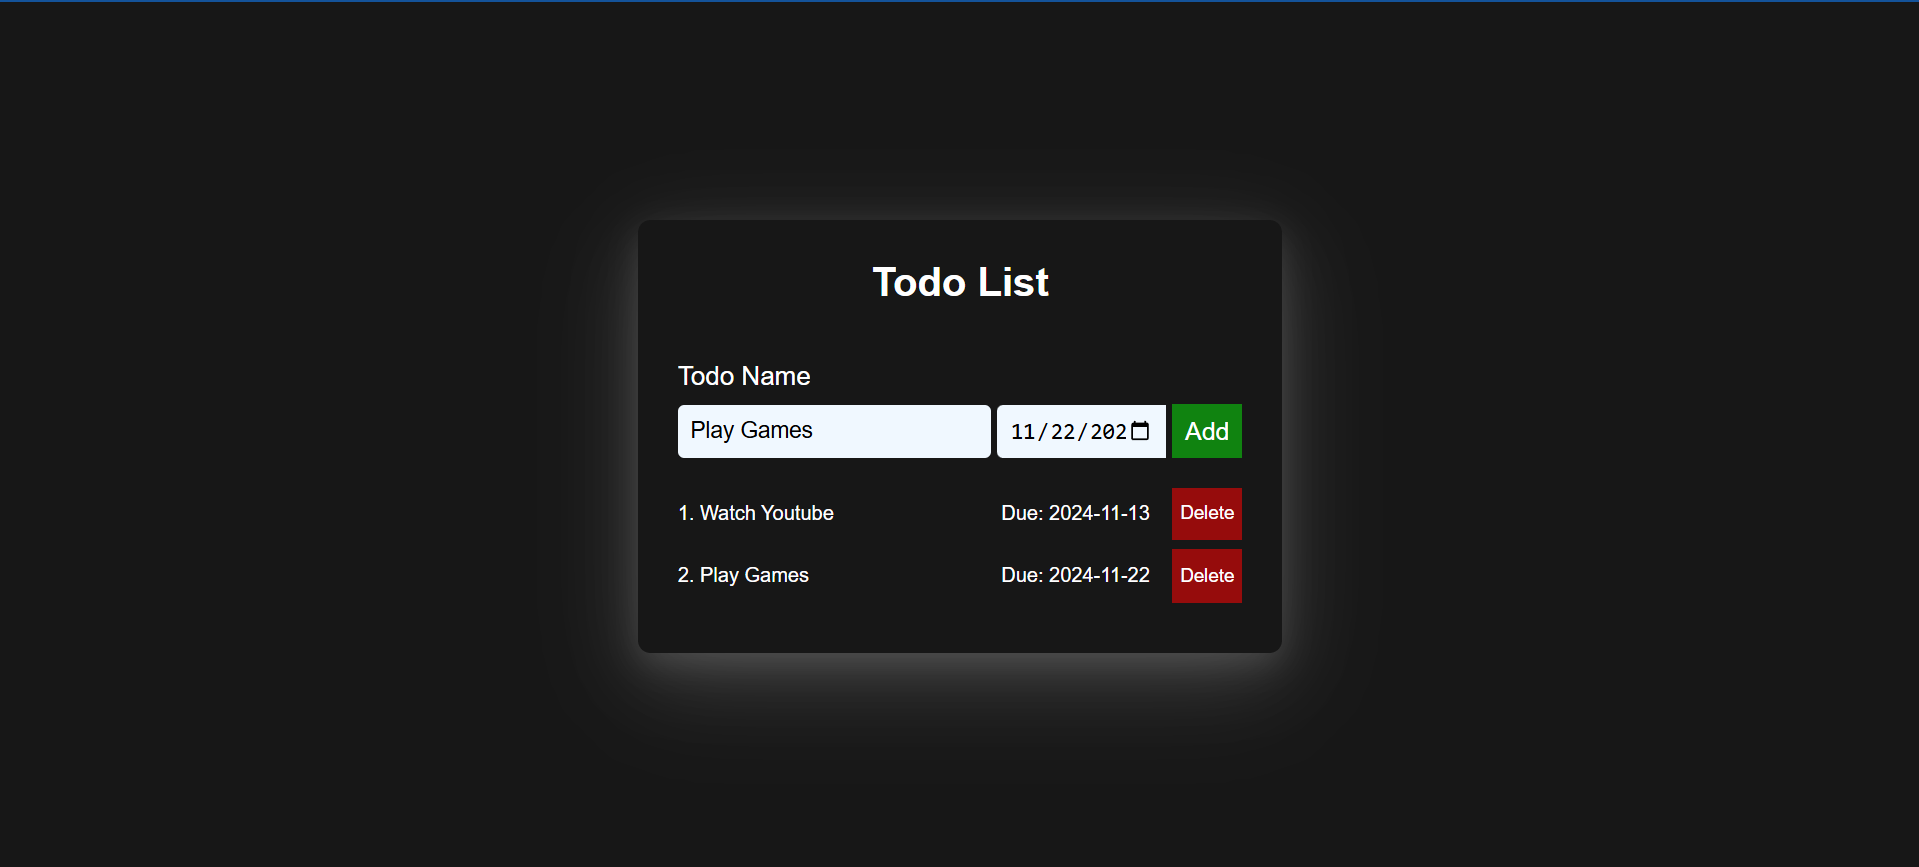 Todo List
Todo Name
Play Games 11/22/202 Add
1. Watch Youtube Due: 2024-11-13 Delete
2. Play Games Due: 2024-11-22 Delete